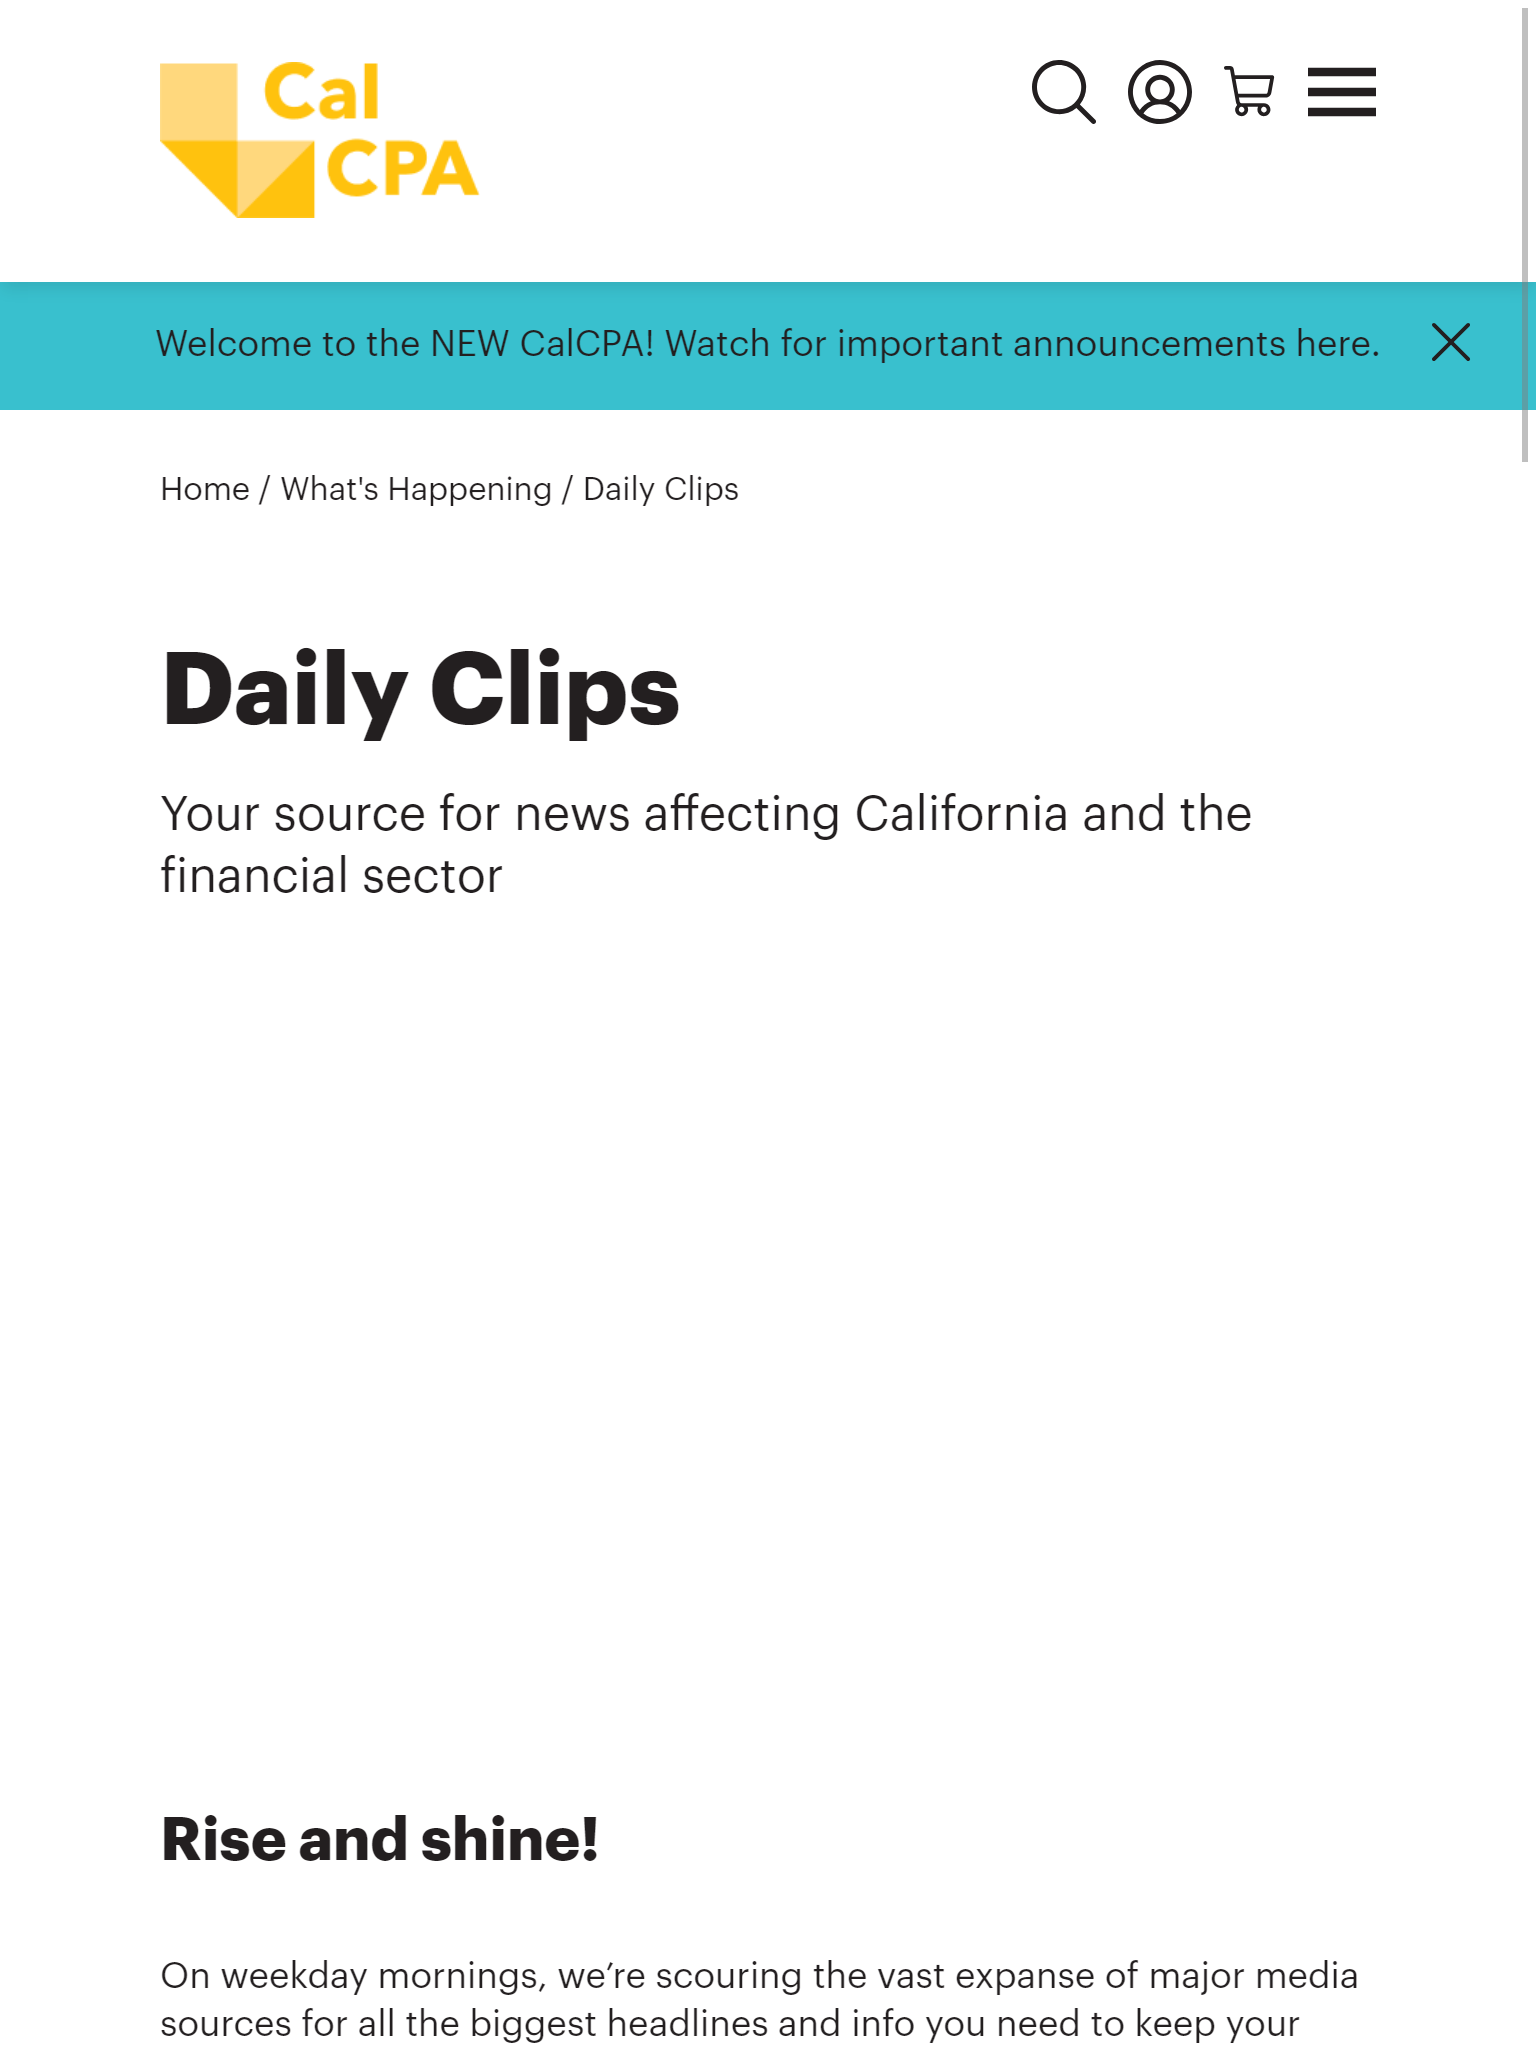 Cal
CPA
Welcome to the NEW CalCPA! Watch for important announcements here.
Home / What's Happening / Daily Clips
Daily Clips
Your source for news affecting California and the
financial sector
Rise and shine!
On weekday mornings, we’re scouring the vast expanse of major media
sources for all the biggest headlines and info you need to keep your